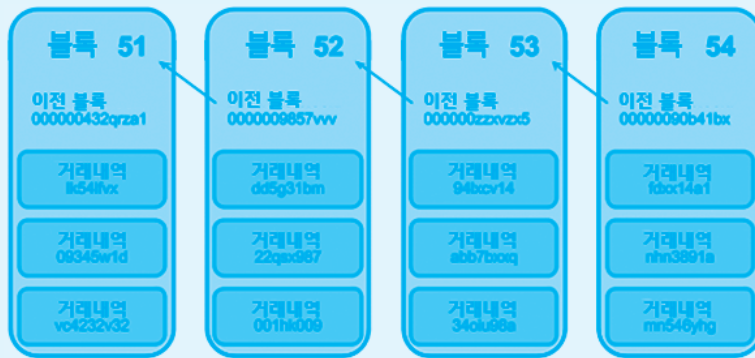 블록 51
이전 블록
000000432qrza1
거래내역
lk54lfvx
거래내역
09345w1d
거래내역
vc4232v32
블록 52
이전 블록
0000009857vvv
거래내역
dd5g31bm
거래내역
22qsx987
거래내역
001hk009
블록 53
이전 블록
000000zzxvzx5
거래내역
94lxcv14
거래내역
abb7bxxq
거래내역
34oiu98a
블록 54
이전 블록
00000090b41bx
거래내역
fdxx14a1
거래내역
nhn3891a
거래내역
mn546yhg